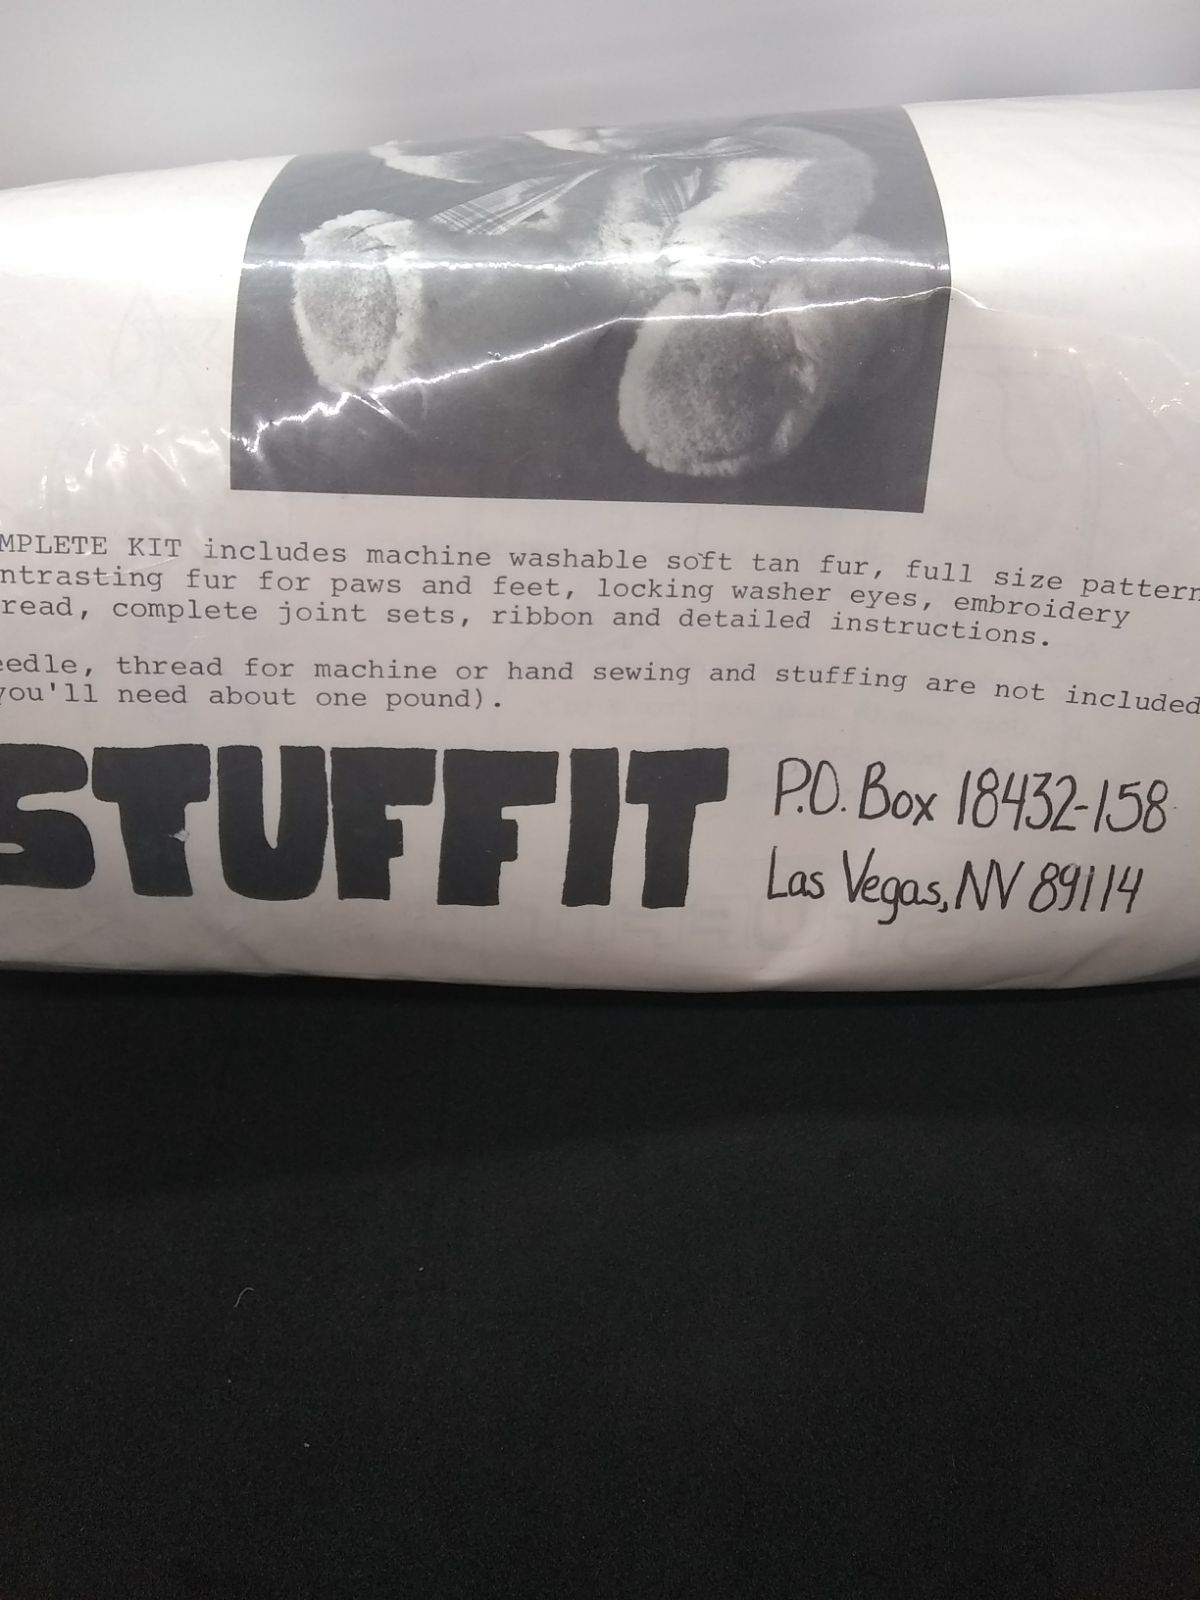 MPLETE KIT includes machine washable soft tan fur, full size pattern
ntrasting fur for paws and feet, locking washer eyes, embroidery
read, complete joint sets, ribbon and detailed instructions.
eedle, thread for machine or hand sewing and stuffing are not included
you'll need about one pound).
STUFFIT
P.O. Box 18432-158
Las Vegas, NV 89114